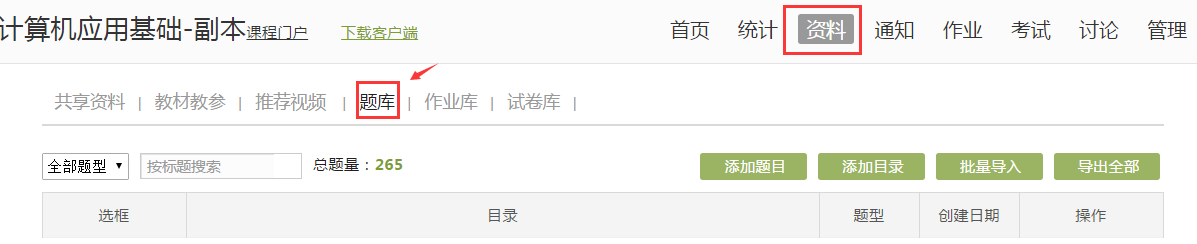 计算机应用基础-副本课程门户 下载客户端 首页 统计 资料 通知 作业 考试 讨论 管理
共享资料 | 教材教参 | 推荐视频 | 题库 | 作业库 | 试卷库 |
全部题型 按标题搜索 总题量：265 添加题目 添加目录 批量导入 导出全部
选框 目录 题型 创建日期 操作